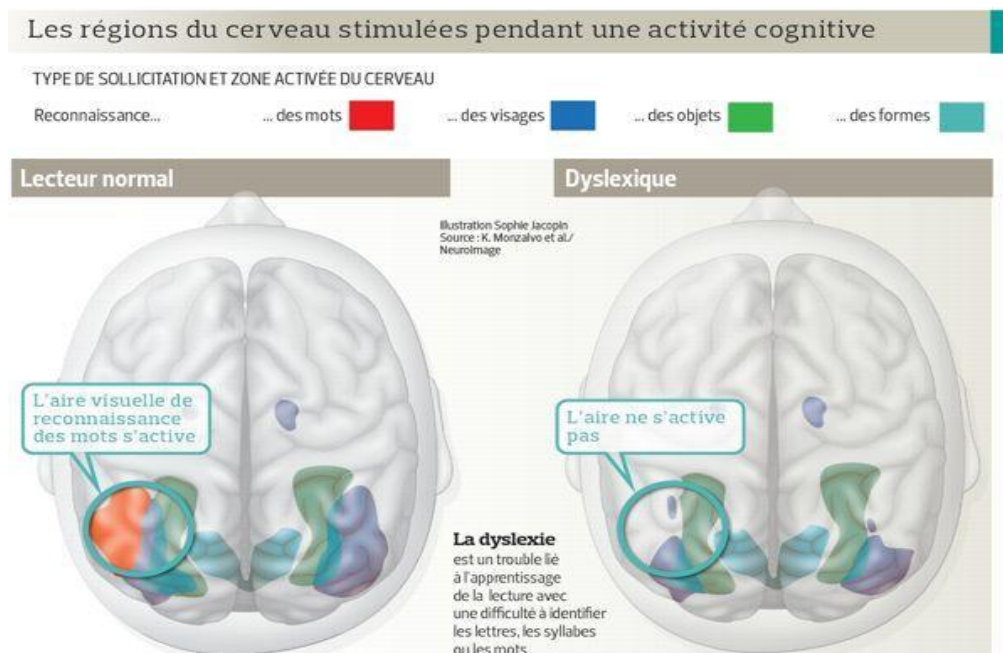 Les régions du cerveau stimulées pendant une activité cognitive
TYPE DE SOLLICITATION ET ZONE ACTIVÉE DU CERVEAU
Reconnaissance... ... des mots ... des visages ... des objets ... des formes
Lecteur normal
Dyslexique
Illustration Sophie Jacopin
Source : K. Monzalvo et al./
NeuroImage
L'aire visuelle de
reconnaissance
des mots s'active
L'aire ne s'active
pas
La dyslexie
est un trouble lié
à l'apprentissage
de la lecture avec
une difficulté à identifier
les lettres, les syllabes
ou les mots